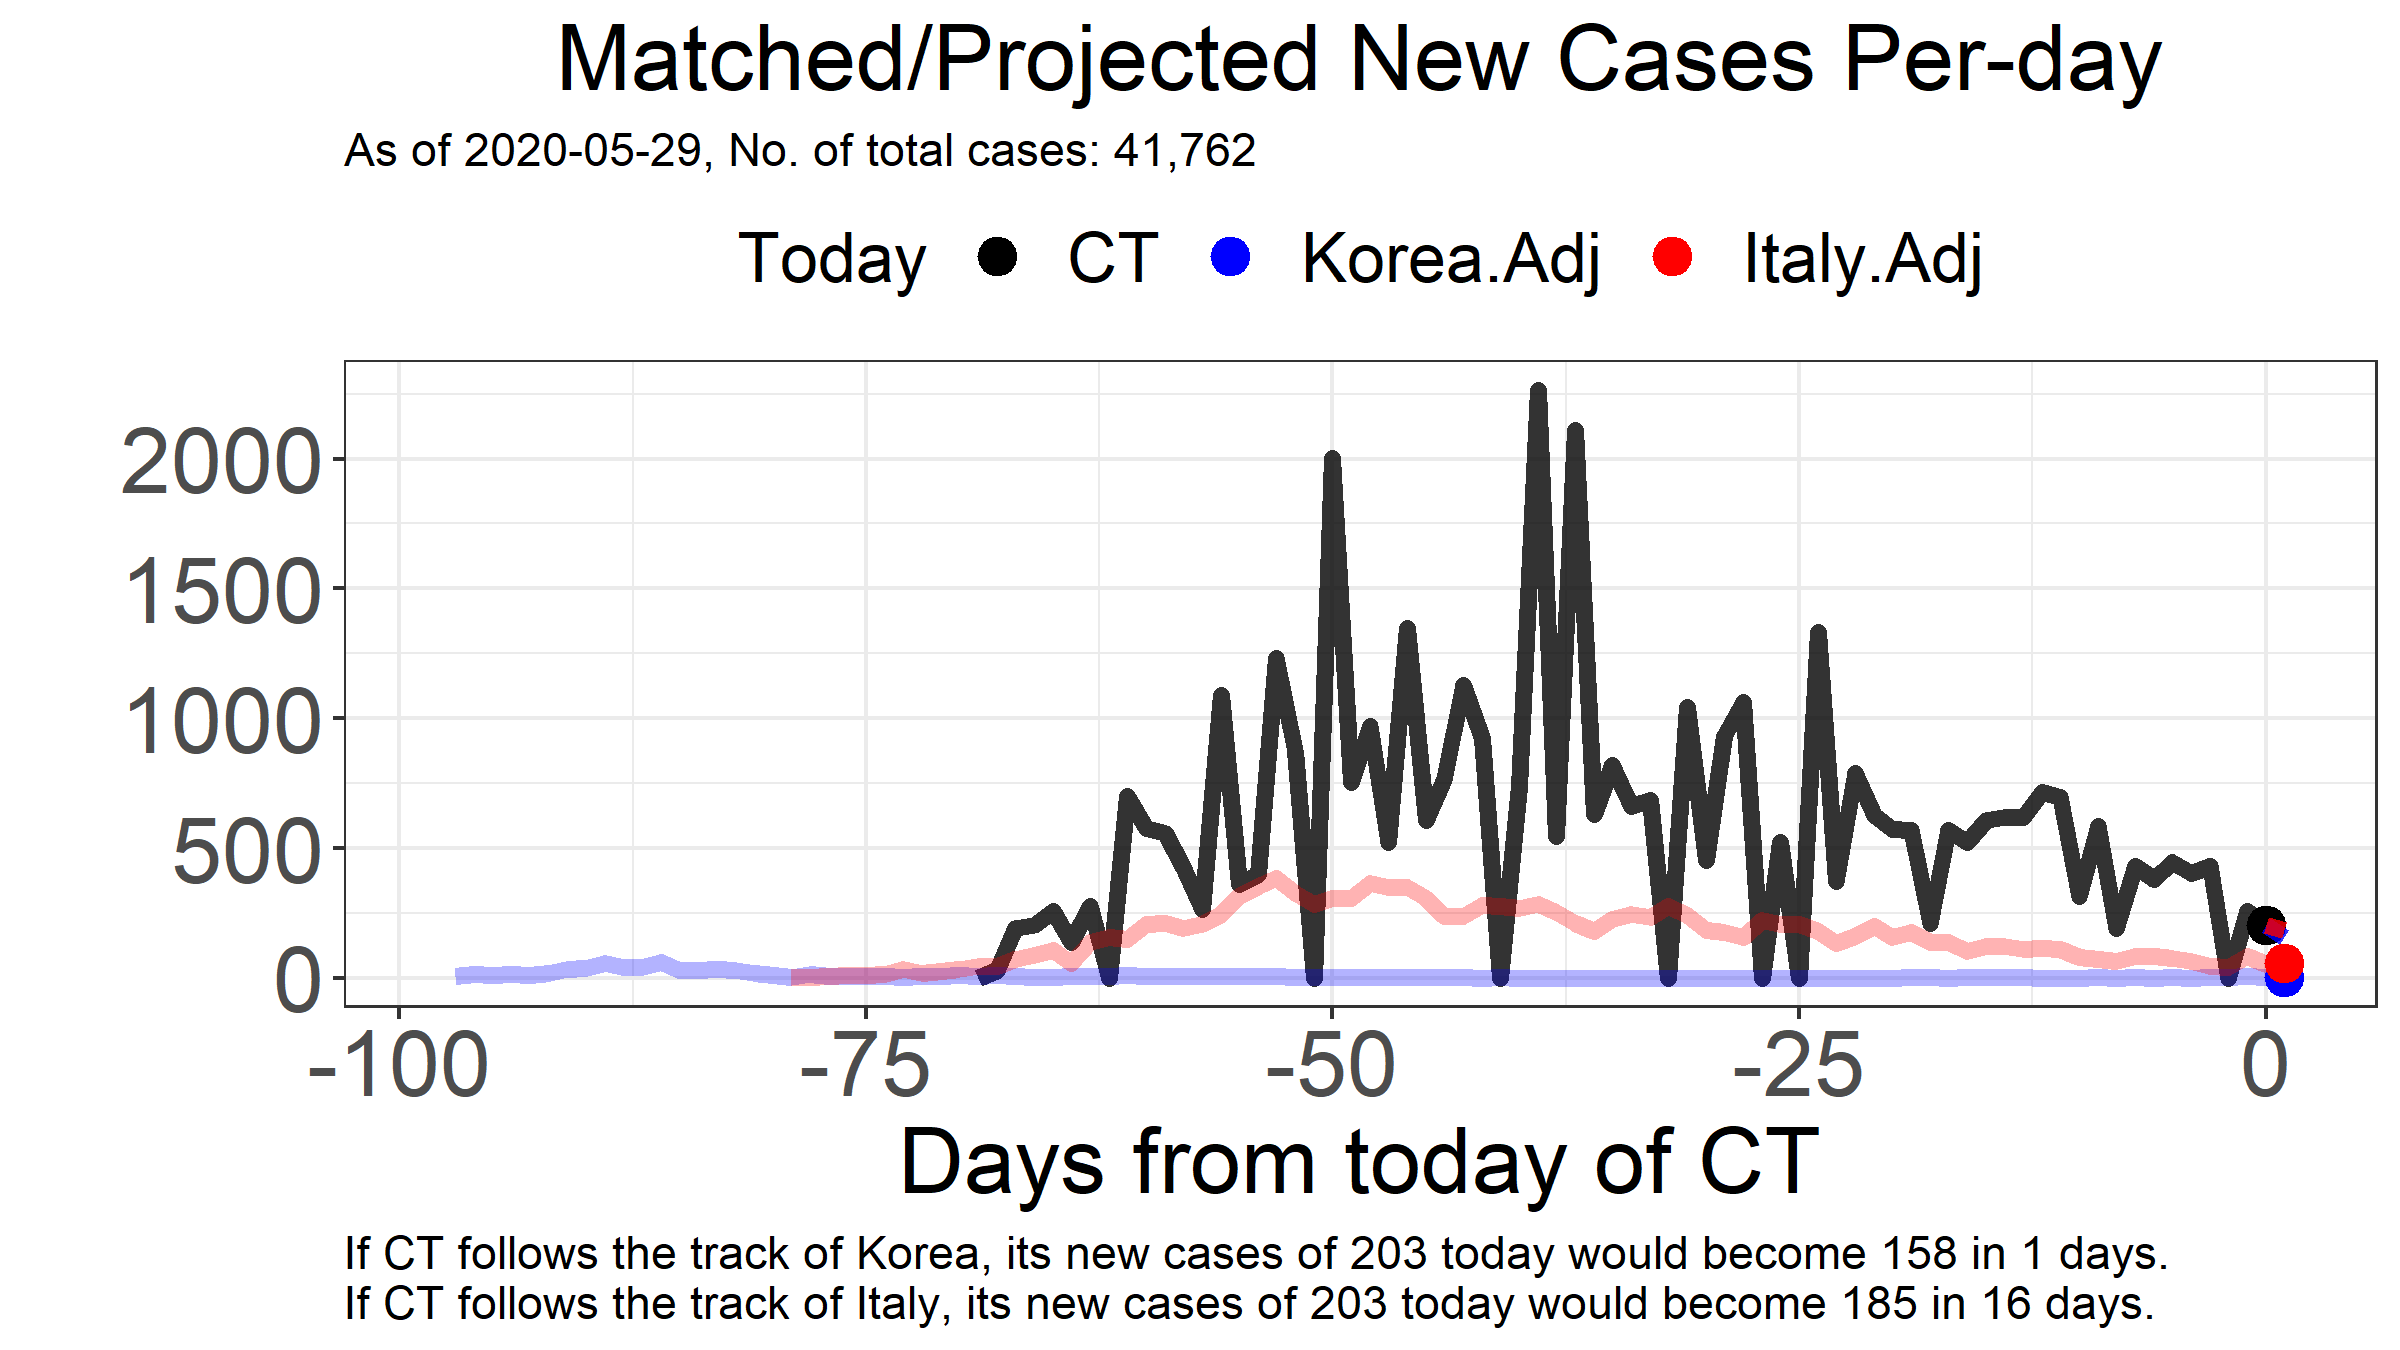 Matched/Projected New Cases Per-day
As of 2020-05-29, No. of total cases: 41,762
Today CT Korea.Adj Italy.Adj
2000
1500
1000
500
0
-100 -75 -50 -25 0
Days from today of CT
If CT follows the track of Korea, its new cases of 203 today would become 158 in 1 days.
If CT follows the track of Italy, its new cases of 203 today would become 185 in 16 days.